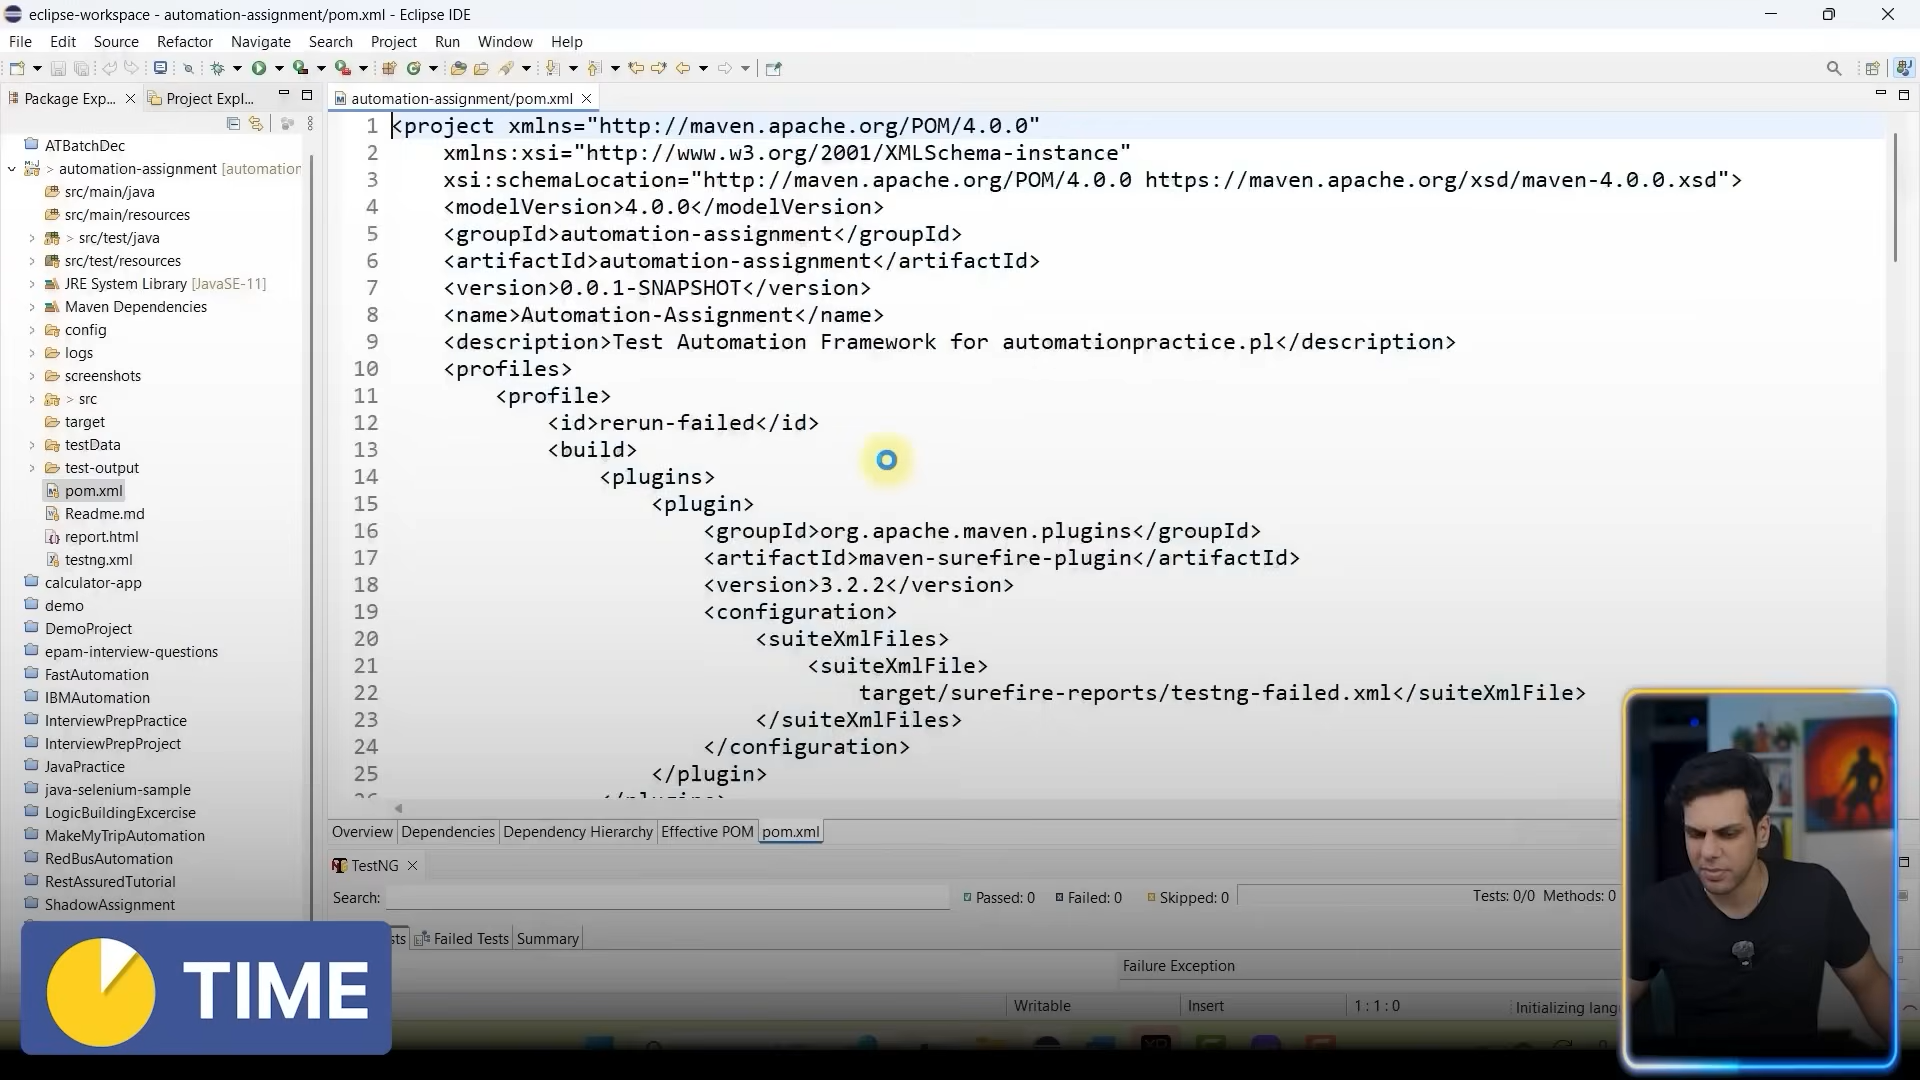 eclipse-workspace - automation-assignment/pom.xml - Eclipse IDE
File Edit Source Refactor Navigate Search Project Run Window Help
Package Exp... Project Expl...
automation-assignment/pom.xml
ATBatchDec
> automation-assignment [automation
src/main/java
src/main/resources
> src/test/java
src/test/resources
JRE System Library [JavaSE-11]
Maven Dependencies
config
logs
screenshots
> src
target
testData
test-output
pom.xml
Readme.md
report.html
testng.xml
calculator-app
demo
DemoProject
epam-interview-questions
FastAutomation
IBMAutomation
InterviewPrepPractice
InterviewPrepProject
JavaPractice
java-selenium-sample
LogicBuildingExcercise
MakeMyTripAutomation
RedBusAutomation
RestAssuredTutorial
ShadowAssignment
1 <project xmlns="http://maven.apache.org/POM/4.0.0"
2 xmlns:xsi="http://www.w3.org/2001/XMLSchema-instance"
3 xsi:schemaLocation="http://maven.apache.org/POM/4.0.0 https://maven.apache.org/xsd/maven-4.0.0.xsd">
4 <modelVersion>4.0.0</modelVersion>
5 <groupId>automation-assignment</groupId>
6 <artifactId>automation-assignment</artifactId>
7 <version>0.0.1-SNAPSHOT</version>
8 <name>Automation-Assignment</name>
9 <description>Test Automation Framework for automationpractice.pl</description>
10 <profiles>
11 <profile>
12 <id>rerun-failed</id>
13 <build>
14 <plugins>
15 <plugin>
16 <groupId>org.apache.maven.plugins</groupId>
17 <artifactId>maven-surefire-plugin</artifactId>
18 <version>3.2.2</version>
19 <configuration>
20 <suiteXmlFiles>
21 <suiteXmlFile>
22 target/surefire-reports/testng-failed.xml</suiteXmlFile>
23 </suiteXmlFiles>
24 </configuration>
25 </plugin>
Overview Dependencies Dependency Hierarchy Effective POM pom.xml
TestNG
Search: Passed: 0 Failed: 0 Skipped: 0 Tests: 0/0 Methods: 0
Failed Tests Summary
Failure Exception
Writable Insert 1 : 1 : 0 Initializing lang
TIME